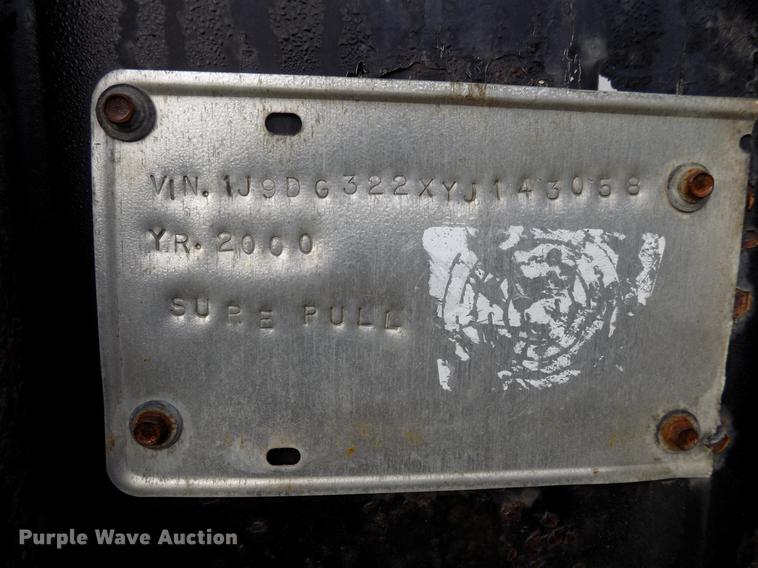 VIN. 1J9DG322XYJ143058
YR. 2000
SURE PULL
Purple Wave Auction